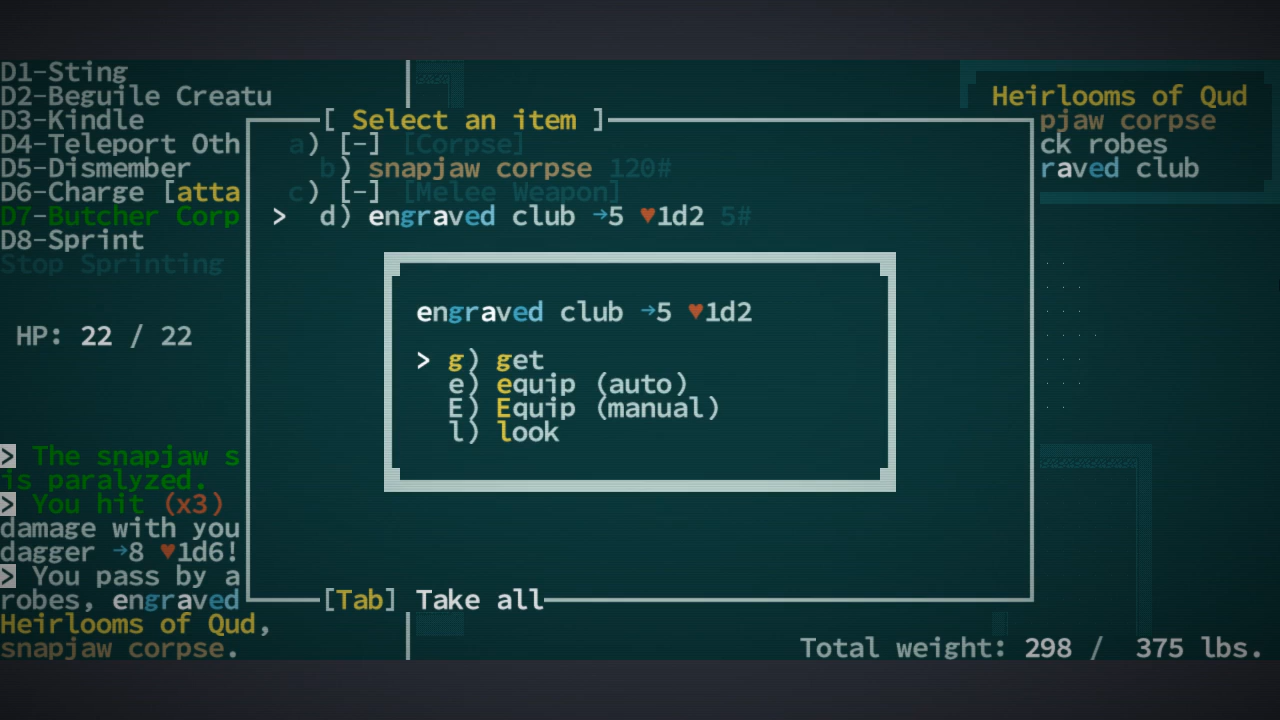 D1-Sting
D2-Beguile Creatu
D3-Kindle
D4-Teleport Oth
D5-Dismember
D6-Charge [atta
D7-Butcher Corp
D8-Sprint
Stop Sprinting
HP: 22 / 22
> The snapjaw s
is paralyzed.
> You hit (x3)
damage with you
dagger →8 ♥1d6!
> You pass by a
robes, engraved
Heirlooms of Qud,
snapjaw corpse.
[ Select an item ]
a) [-] [Corpse]
b) snapjaw corpse 120#
c) [-] [Melee Weapon]
> d) engraved club →5 ♥1d2 5#
engraved club →5 ♥1d2
> g) get
e) equip (auto)
E) Equip (manual)
l) look
[Tab] Take all
Heirlooms of Qud
pjaw corpse
ck robes
raved club
Total weight: 298 / 375 lbs.